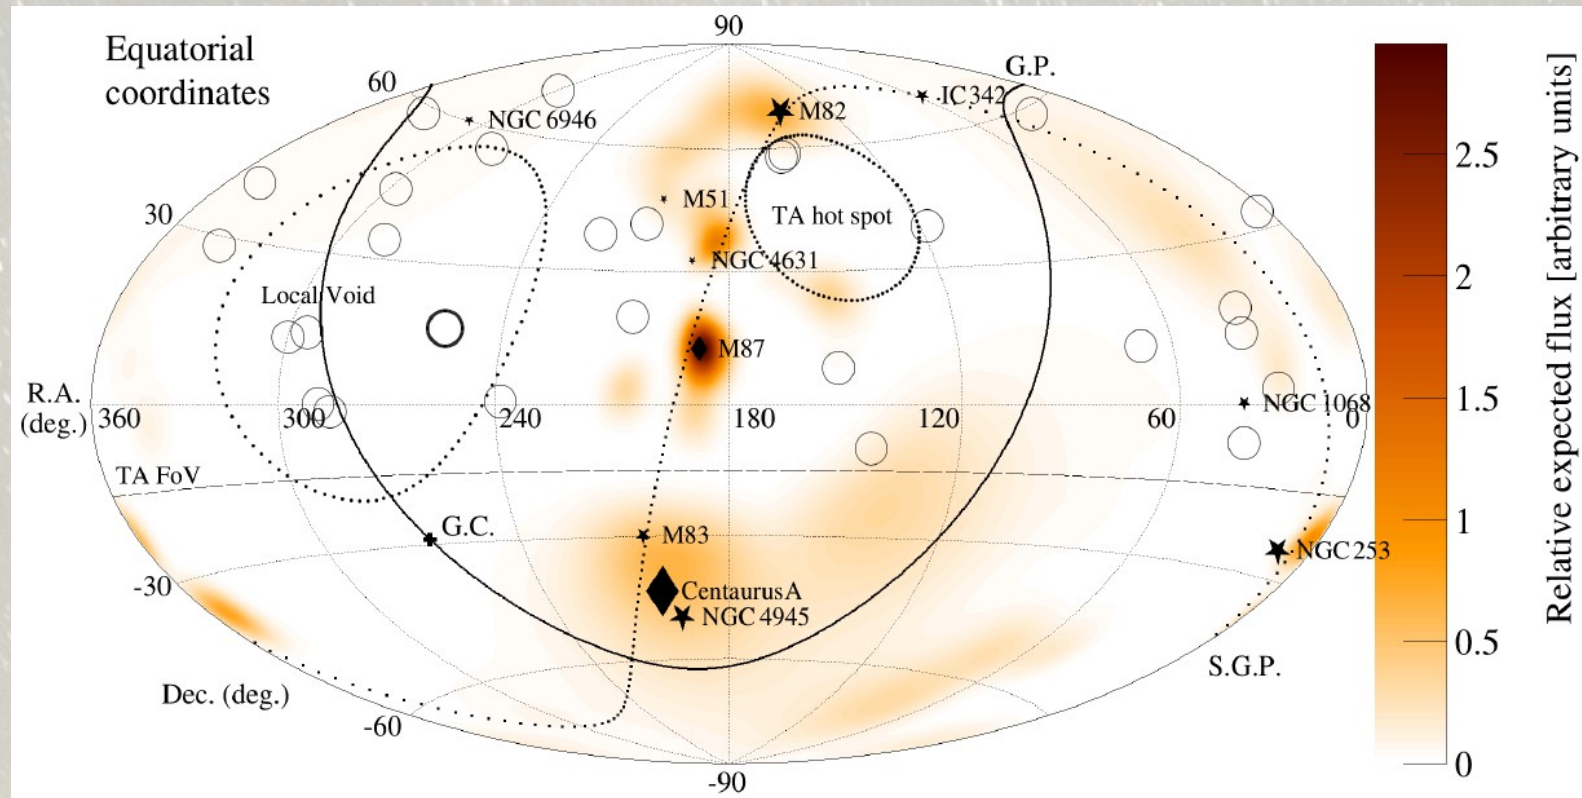 Equatorial
coordinates
90
60
G.P.
IC342
M82
NGC 6946
30
M51
TA hot spot
NGC 4631
Local Void
M87
R.A.
(deg.)
360
300
240
180
120
60
0
NGC 1068
TA FoV
G.C.
M83
NGC 253
-30
Centaurus A
NGC 4945
S.G.P.
Dec. (deg.)
-60
-90
2.5
2
1.5
1
0.5
0
Relative expected flux [arbitrary units]